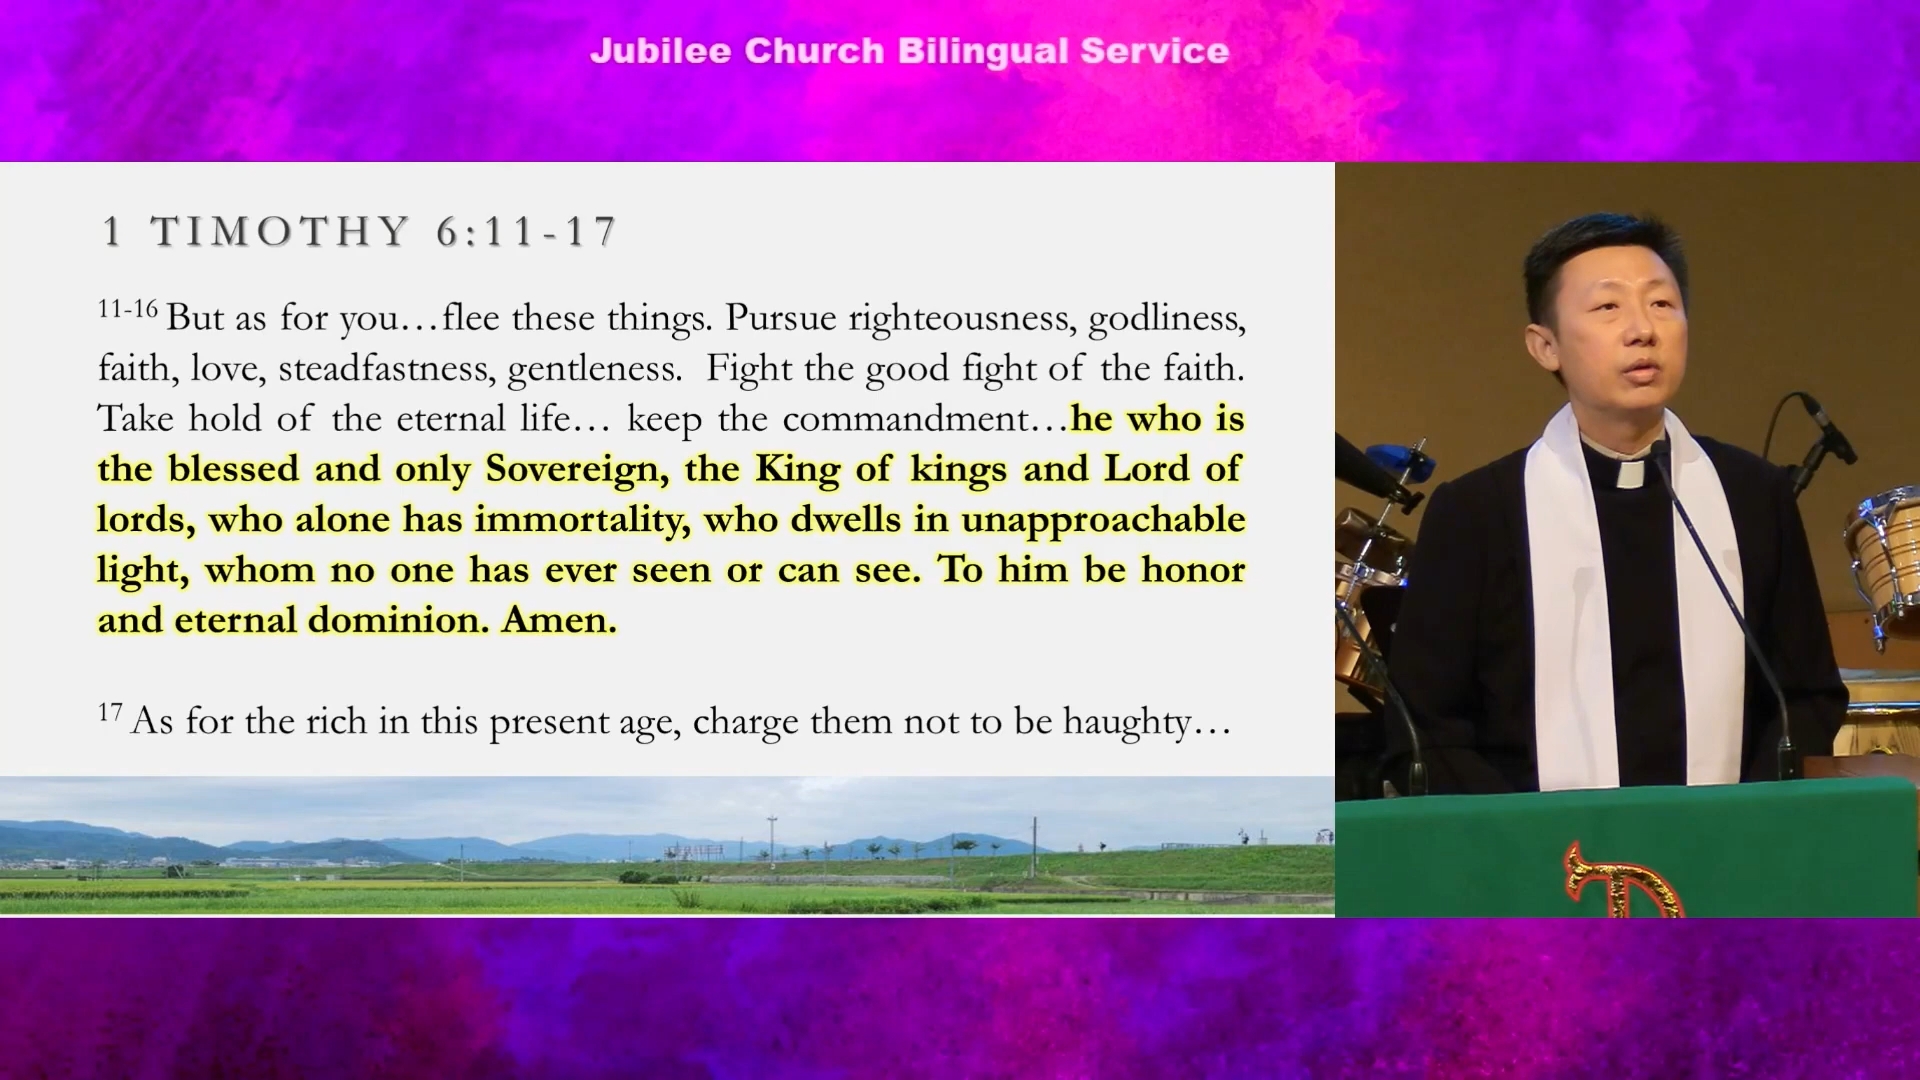 Jubilee Church Bilingual Service
1 TIMOTHY 6:11-17
11-16 But as for you…flee these things. Pursue righteousness, godliness,
faith, love, steadfastness, gentleness. Fight the good fight of the faith.
Take hold of the eternal life… keep the commandment…he who is
the blessed and only Sovereign, the King of kings and Lord of
lords, who alone has immortality, who dwells in unapproachable
light, whom no one has ever seen or can see. To him be honor
and eternal dominion. Amen.
17 As for the rich in this present age, charge them not to be haughty…